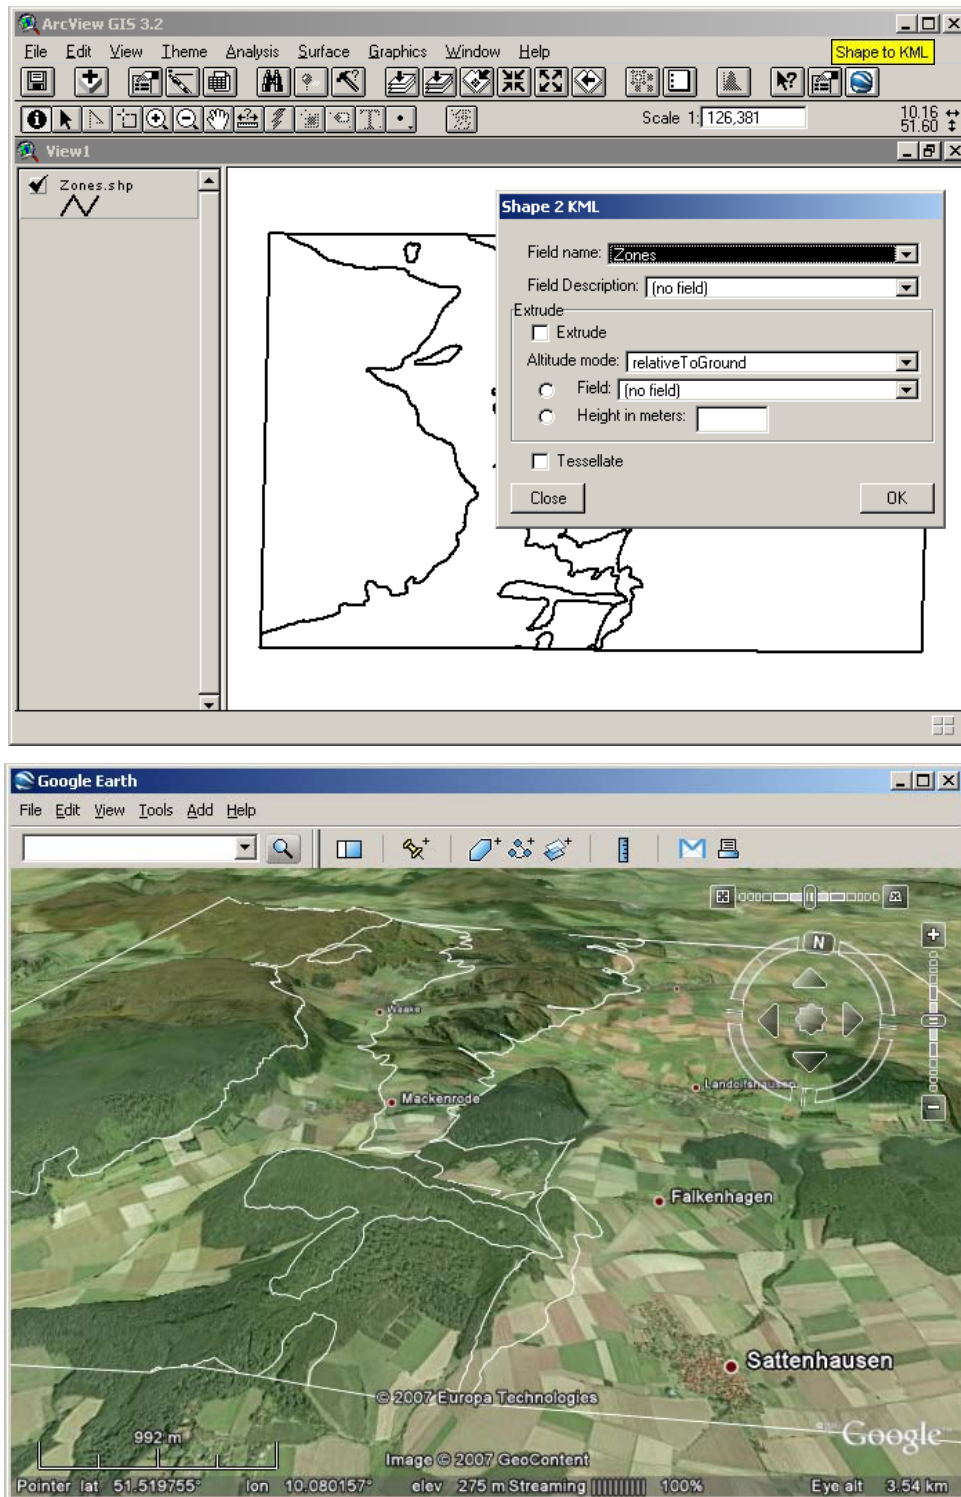 ArcView GIS 3.2
File Edit View Theme Analysis Surface Graphics Window Help
Shape to KML
Scale 1: 126,381
10.16
51.60
View1
Zones.shp
Shape 2 KML
Field name: Zones
Field Description: (no field)
Extrude
Extrude
Altitude mode: relativeToGround
Field: (no field)
Height in meters:
Tessellate
Close OK
Google Earth
File Edit View Tools Add Help
N
Waake
Mackenrode
Landolfshausen
Falkenhagen
Sattenhausen
© 2007 Europa Technologies
Google
992 m
Image © 2007 GeoContent
Pointer lat 51.519755° lon 10.080157° elev 275 m Streaming 100% Eye alt 3.54 km